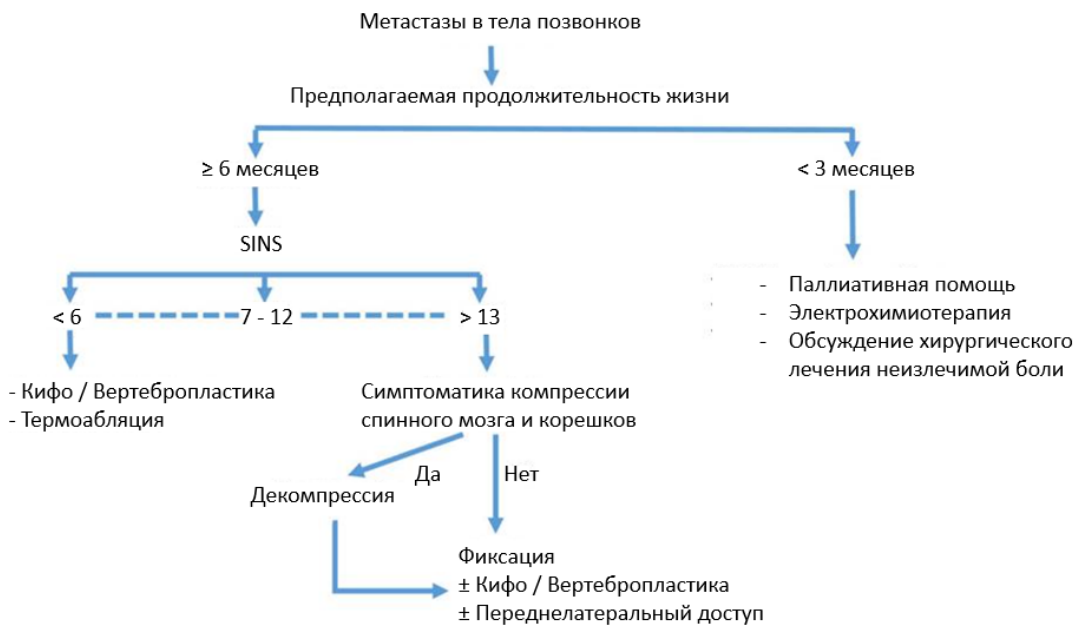 Метастазы в тела позвонков
Предполагаемая продолжительность жизни
≥ 6 месяцев
< 3 месяцев
SINS
< 6
7 - 12
> 13
- Паллиативная помощь
- Электрохимиотерапия
- Обсуждение хирургического
лечения неизлечимой боли
- Кифо / Вертебропластика
- Термоабляция
Симптоматика компрессии
спинного мозга и корешков
Да
Нет
Декомпрессия
Фиксация
± Кифо / Вертебропластика
± Переднелатеральный доступ